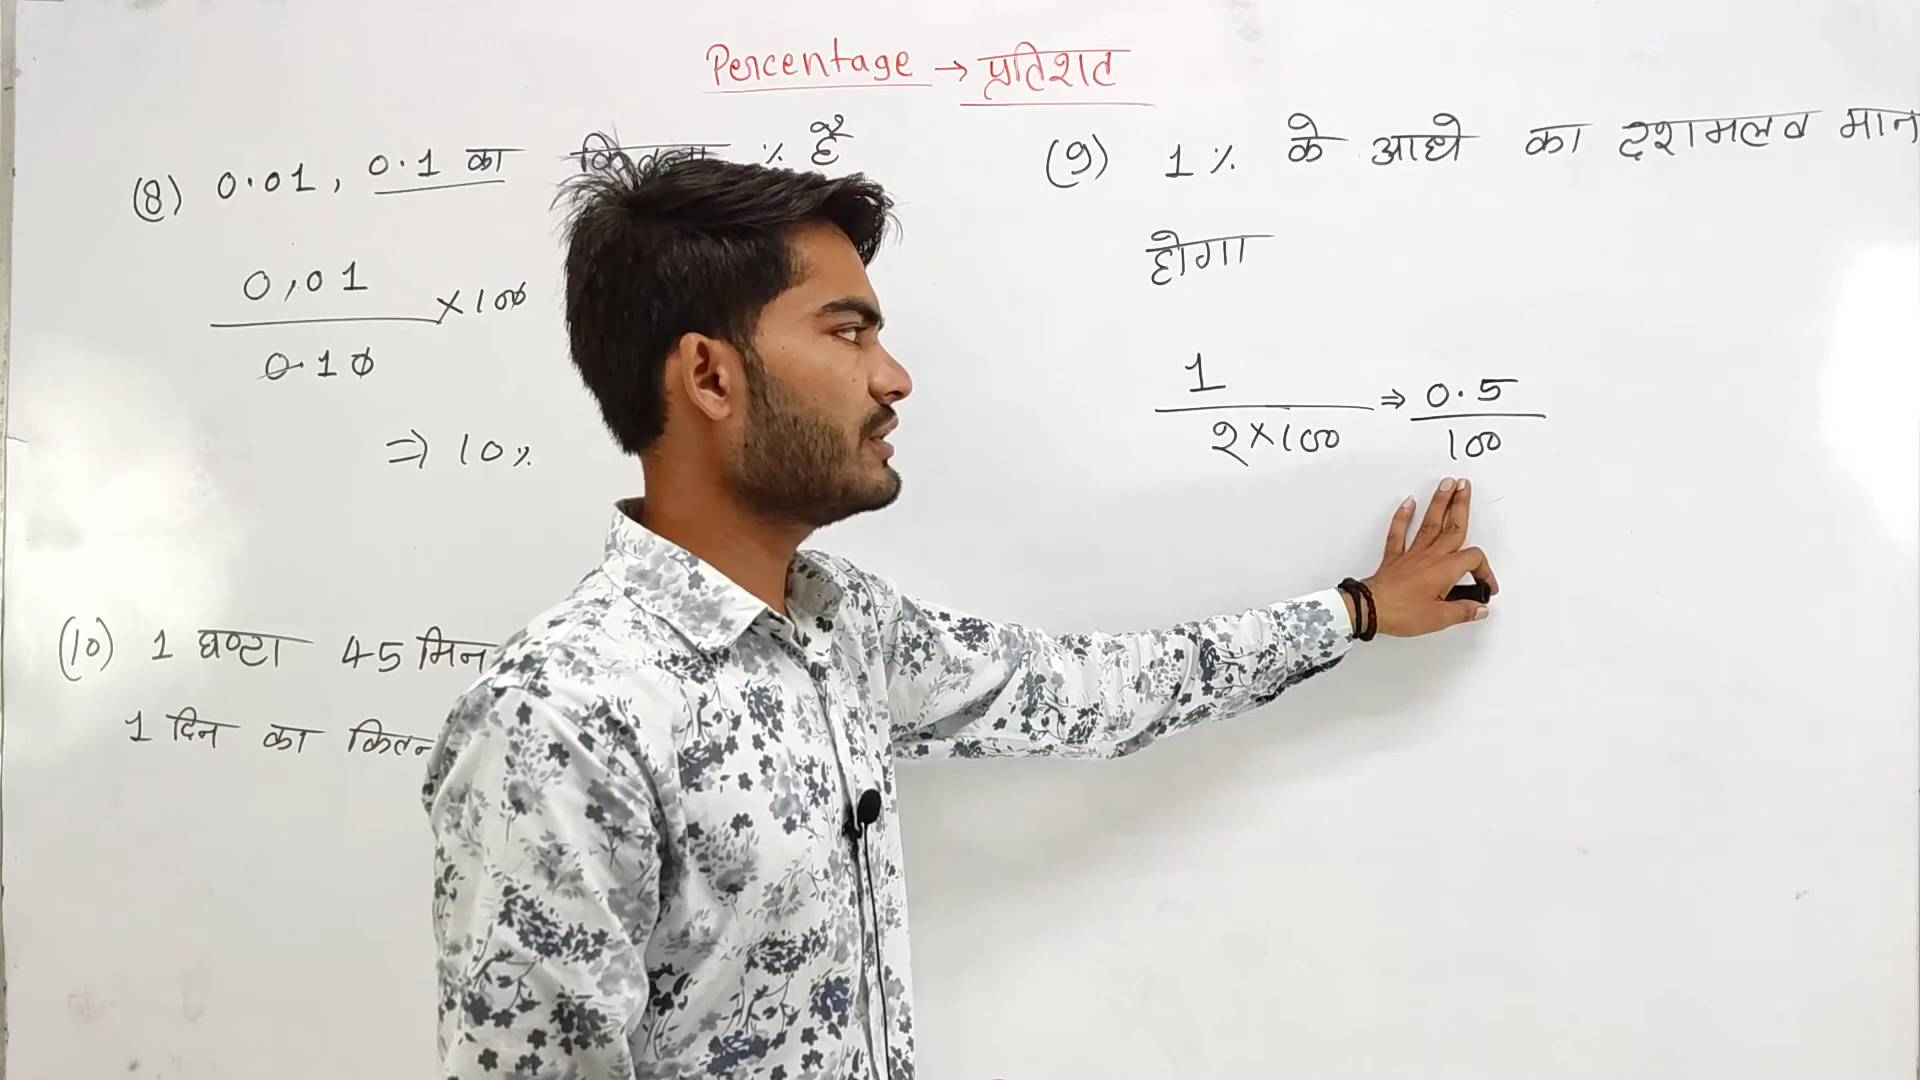 Percentage → प्रतिशत
(8) 0.01, 0.1 का कितना % है
0.01
× 100
0.10
⇒ 10%
(9) 1% के आधे का दशमलव मान
होगा
1 ⇒ 0.5
2×100 100
(10) 1 घण्टा 45 मिन
1 दिन का कितन